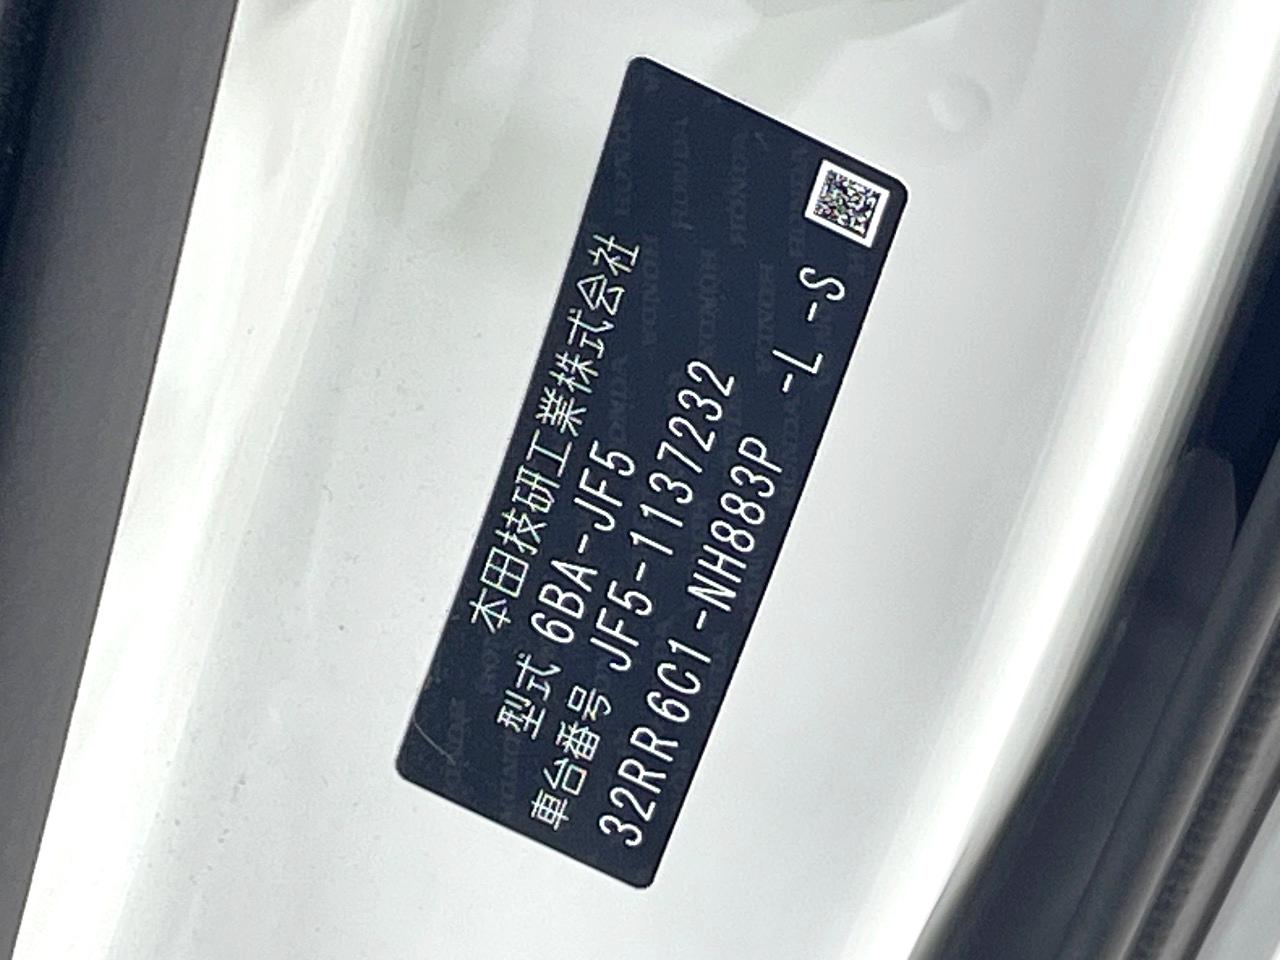 本田技研工業株式会社
型式 6BA-JF5
車台番号 JF5-1137232
32RR6C1-NH883P -L -S